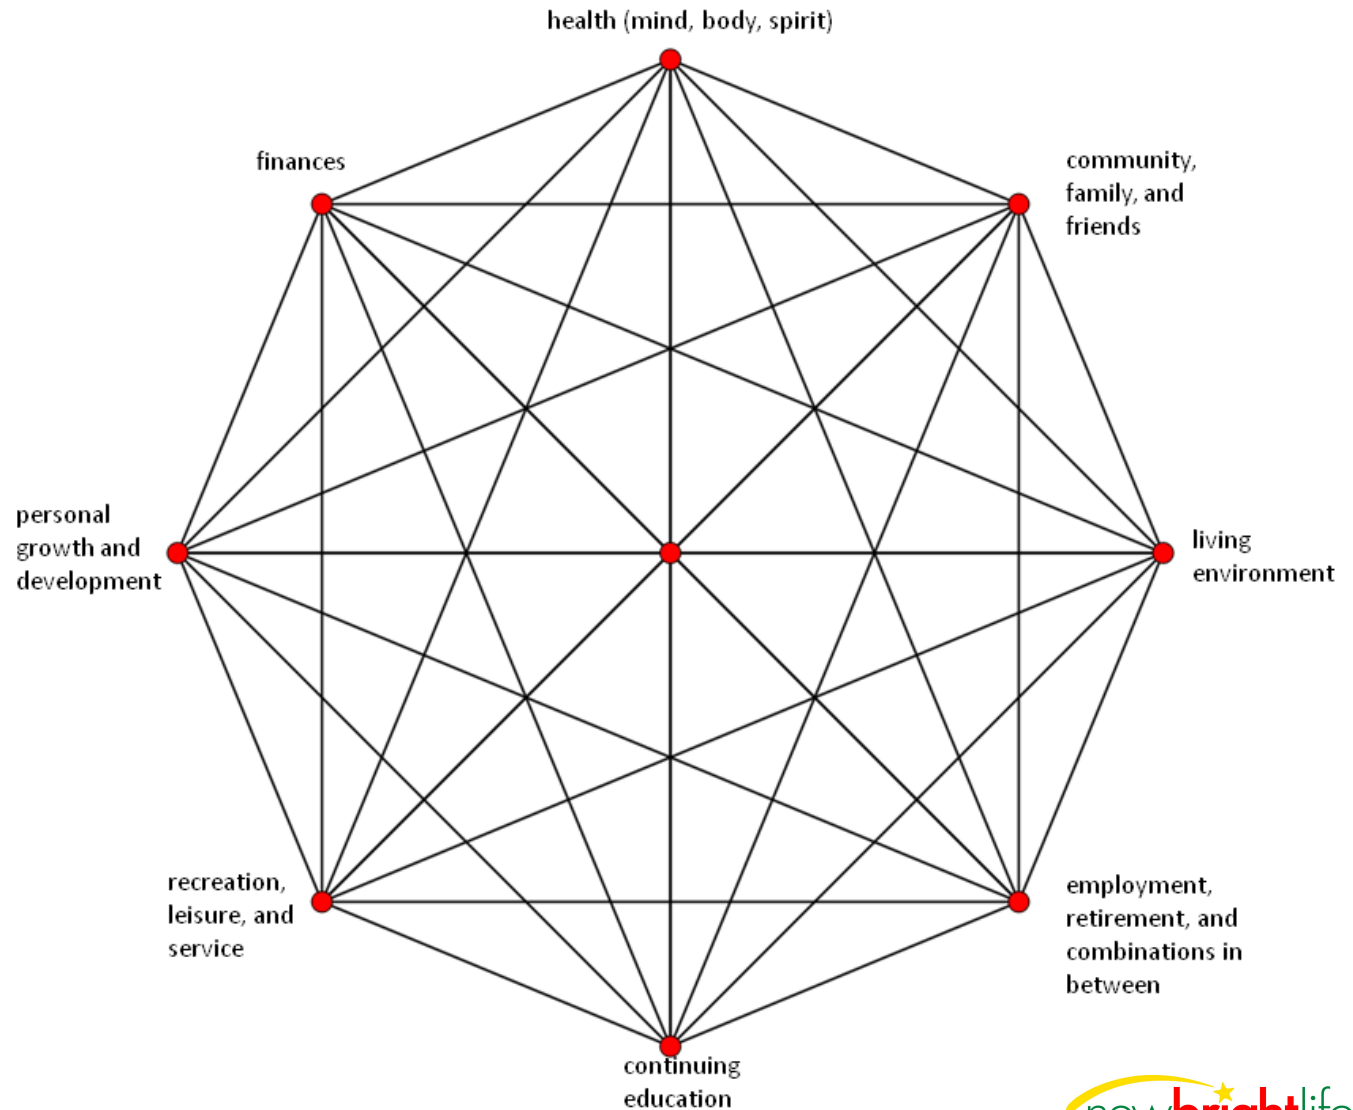 health (mind, body, spirit)
finances
community,
family, and
friends
personal
growth and
development
living
environment
recreation,
leisure, and
service
employment,
retirement, and
combinations in
between
continuing
education
newbrightlife